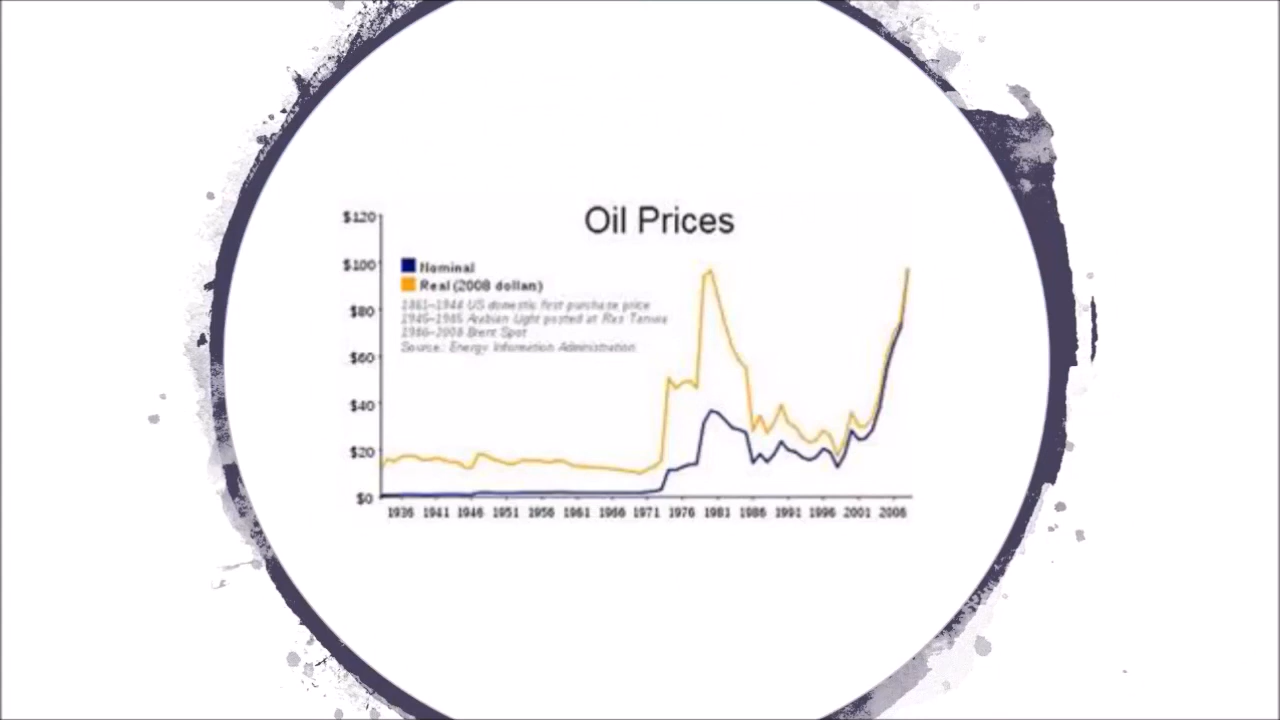 Oil Prices
$120
$100
$80
$60
$40
$20
$0
Nominal
Real (2008 dollan)
1861–1944 US domestic first purchase price
1945–1985 Arabian Light posted at Ras Tanura
1986–2008 Brent Spot
Source: Energy Information Administration
1936 1941 1946 1951 1956 1961 1966 1971 1976 1981 1986 1991 1996 2001 2006